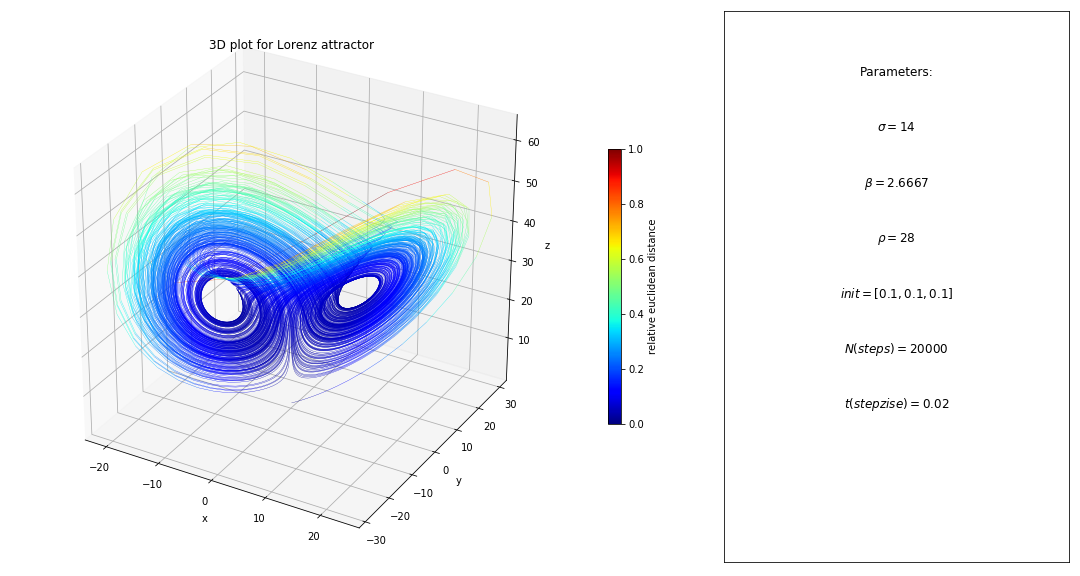 3D plot for Lorenz attractor
60
50
40
30
20
10
z
30
20
10
0
−10
−20
−30
y
−20
−10
0
10
20
x
1.0
0.8
0.6
0.4
0.2
0.0
relative euclidean distance
Parameters:
σ = 14
β = 2.6667
ρ = 28
init = [0.1, 0.1, 0.1]
N(steps) = 20000
t(stepzise) = 0.02